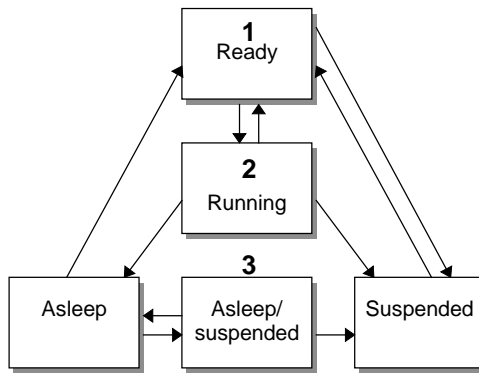 1
Ready
2
Running
3
Asleep
Asleep/
suspended
Suspended